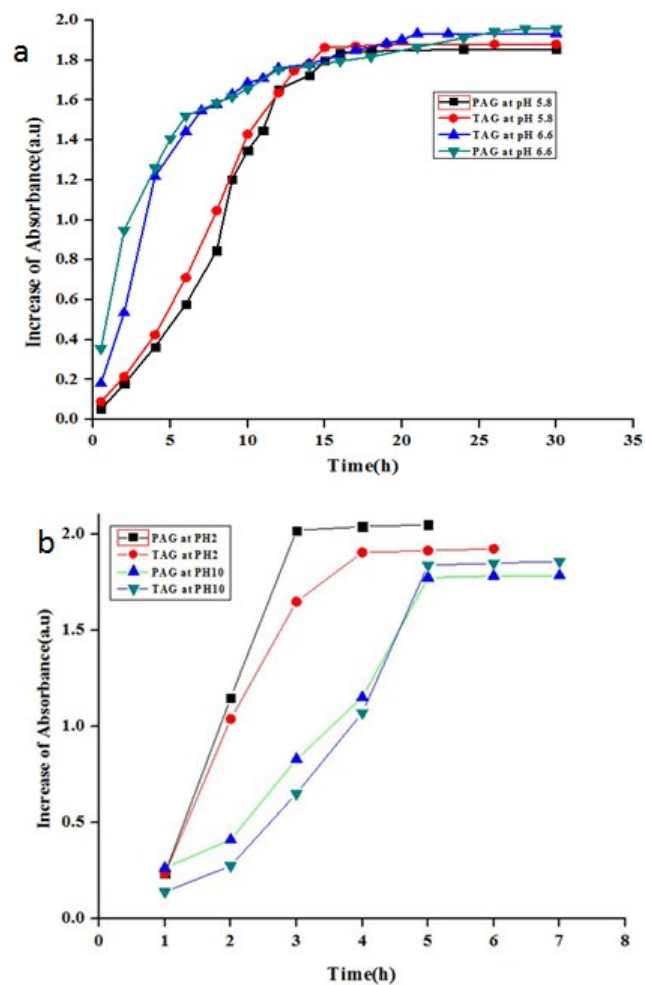 a
2.0
1.8
1.6
1.4
1.2
1.0
0.8
0.6
0.4
0.2
0.0
Increase of Absorbance(a.u)
PAG at pH 5.8
TAG at pH 5.8
TAG at pH 6.6
PAG at pH 6.6
0 5 10 15 20 25 30 35
Time(h)
b
2.0
1.5
1.0
0.5
0.0
Increase of Absorbance(a.u)
PAG at PH2
TAG at PH2
PAG at PH10
TAG at PH10
0 1 2 3 4 5 6 7 8
Time(h)